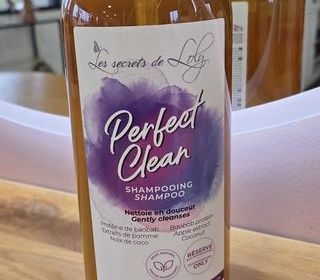 Les secrets de Loly
Perfect
Clean
SHAMPOOING
SHAMPOO
Nettoie en douceur
Gently cleanses
Protéine de baobab
Extraits de pomme
Noix de coco
Baobab protein
Apple extract
Coconut
RÉSERVÉ
ONLY